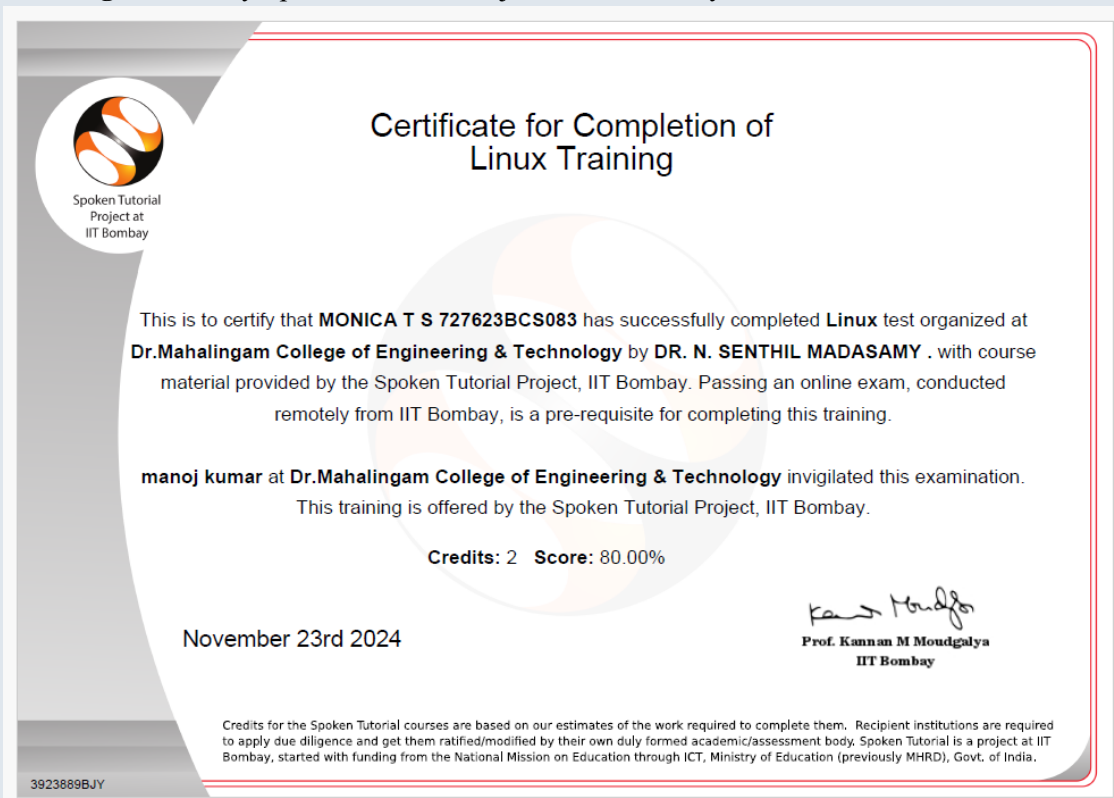 Certificate for Completion of
Linux Training
Spoken Tutorial
Project at
IIT Bombay
This is to certify that MONICA T S 727623BCS083 has successfully completed Linux test organized at
Dr.Mahalingam College of Engineering & Technology by DR. N. SENTHIL MADASAMY . with course
material provided by the Spoken Tutorial Project, IIT Bombay. Passing an online exam, conducted
remotely from IIT Bombay, is a pre-requisite for completing this training.
manoj kumar at Dr.Mahalingam College of Engineering & Technology invigilated this examination.
This training is offered by the Spoken Tutorial Project, IIT Bombay.
Credits: 2 Score: 80.00%
November 23rd 2024
Prof. Kannan M Moudgalya
IIT Bombay
Credits for the Spoken Tutorial courses are based on our estimates of the work required to complete them. Recipient institutions are required
to apply due diligence and get them ratified/modified by their own duly formed academic/assessment body. Spoken Tutorial is a project at IIT
Bombay, started with funding from the National Mission on Education through ICT, Ministry of Education (previously MHRD), Govt. of India.
3923889BJY